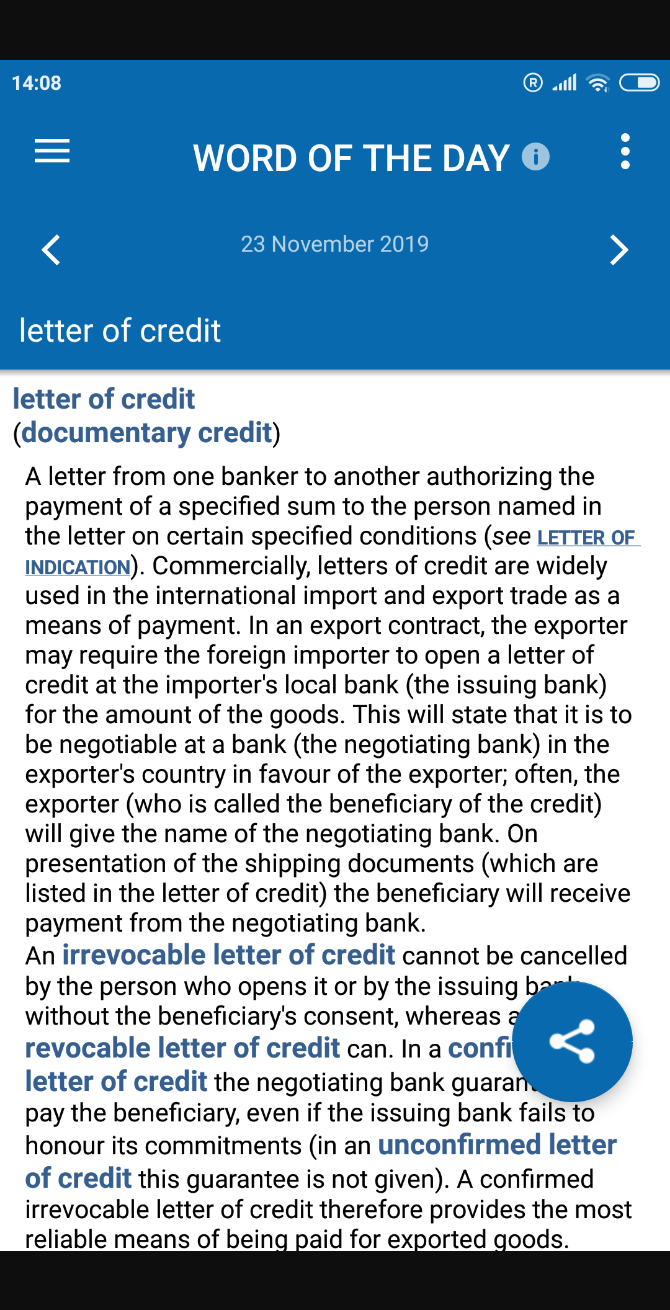 14:08
®
WORD OF THE DAY i
23 November 2019
letter of credit
letter of credit
(documentary credit)
A letter from one banker to another authorizing the
payment of a specified sum to the person named in
the letter on certain specified conditions (see LETTER OF
INDICATION). Commercially, letters of credit are widely
used in the international import and export trade as a
means of payment. In an export contract, the exporter
may require the foreign importer to open a letter of
credit at the importer's local bank (the issuing bank)
for the amount of the goods. This will state that it is to
be negotiable at a bank (the negotiating bank) in the
exporter's country in favour of the exporter; often, the
exporter (who is called the beneficiary of the credit)
will give the name of the negotiating bank. On
presentation of the shipping documents (which are
listed in the letter of credit) the beneficiary will receive
payment from the negotiating bank.
An irrevocable letter of credit cannot be cancelled
by the person who opens it or by the issuing bank
without the beneficiary's consent, whereas a
revocable letter of credit can. In a
letter of credit the negotiating bank
pay the beneficiary, even if the issuing bank fails to
honour its commitments (in an unconfirmed letter
of credit this guarantee is not given). A confirmed
irrevocable letter of credit therefore provides the most
reliable means of being paid for exported goods.